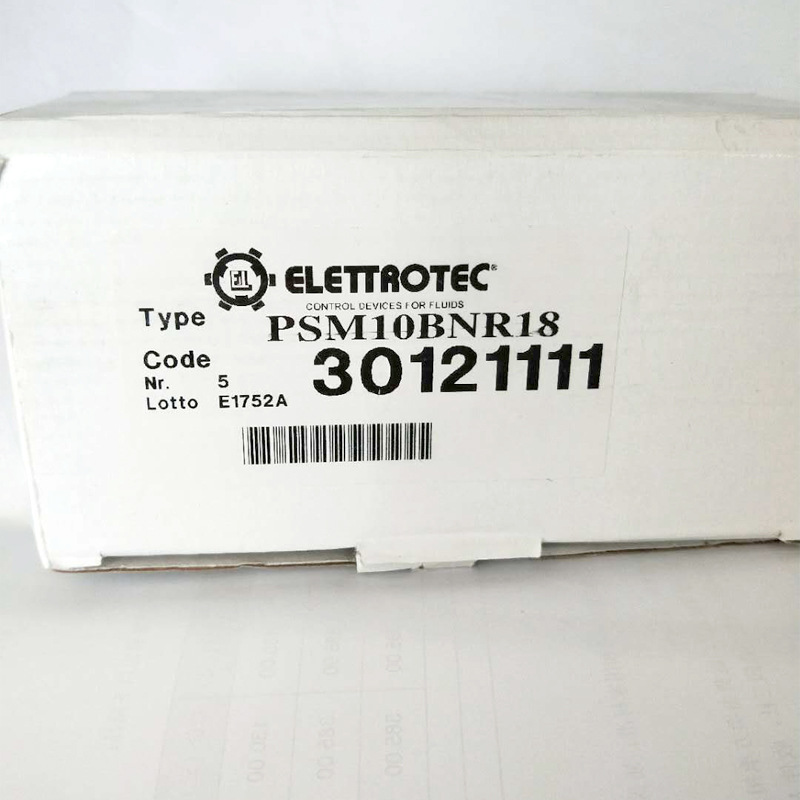 ELETTROTEC®
CONTROL DEVICES FOR FLUIDS
Type PSM10BNR18
Code 30121111
Nr. 5
Lotto E1752A